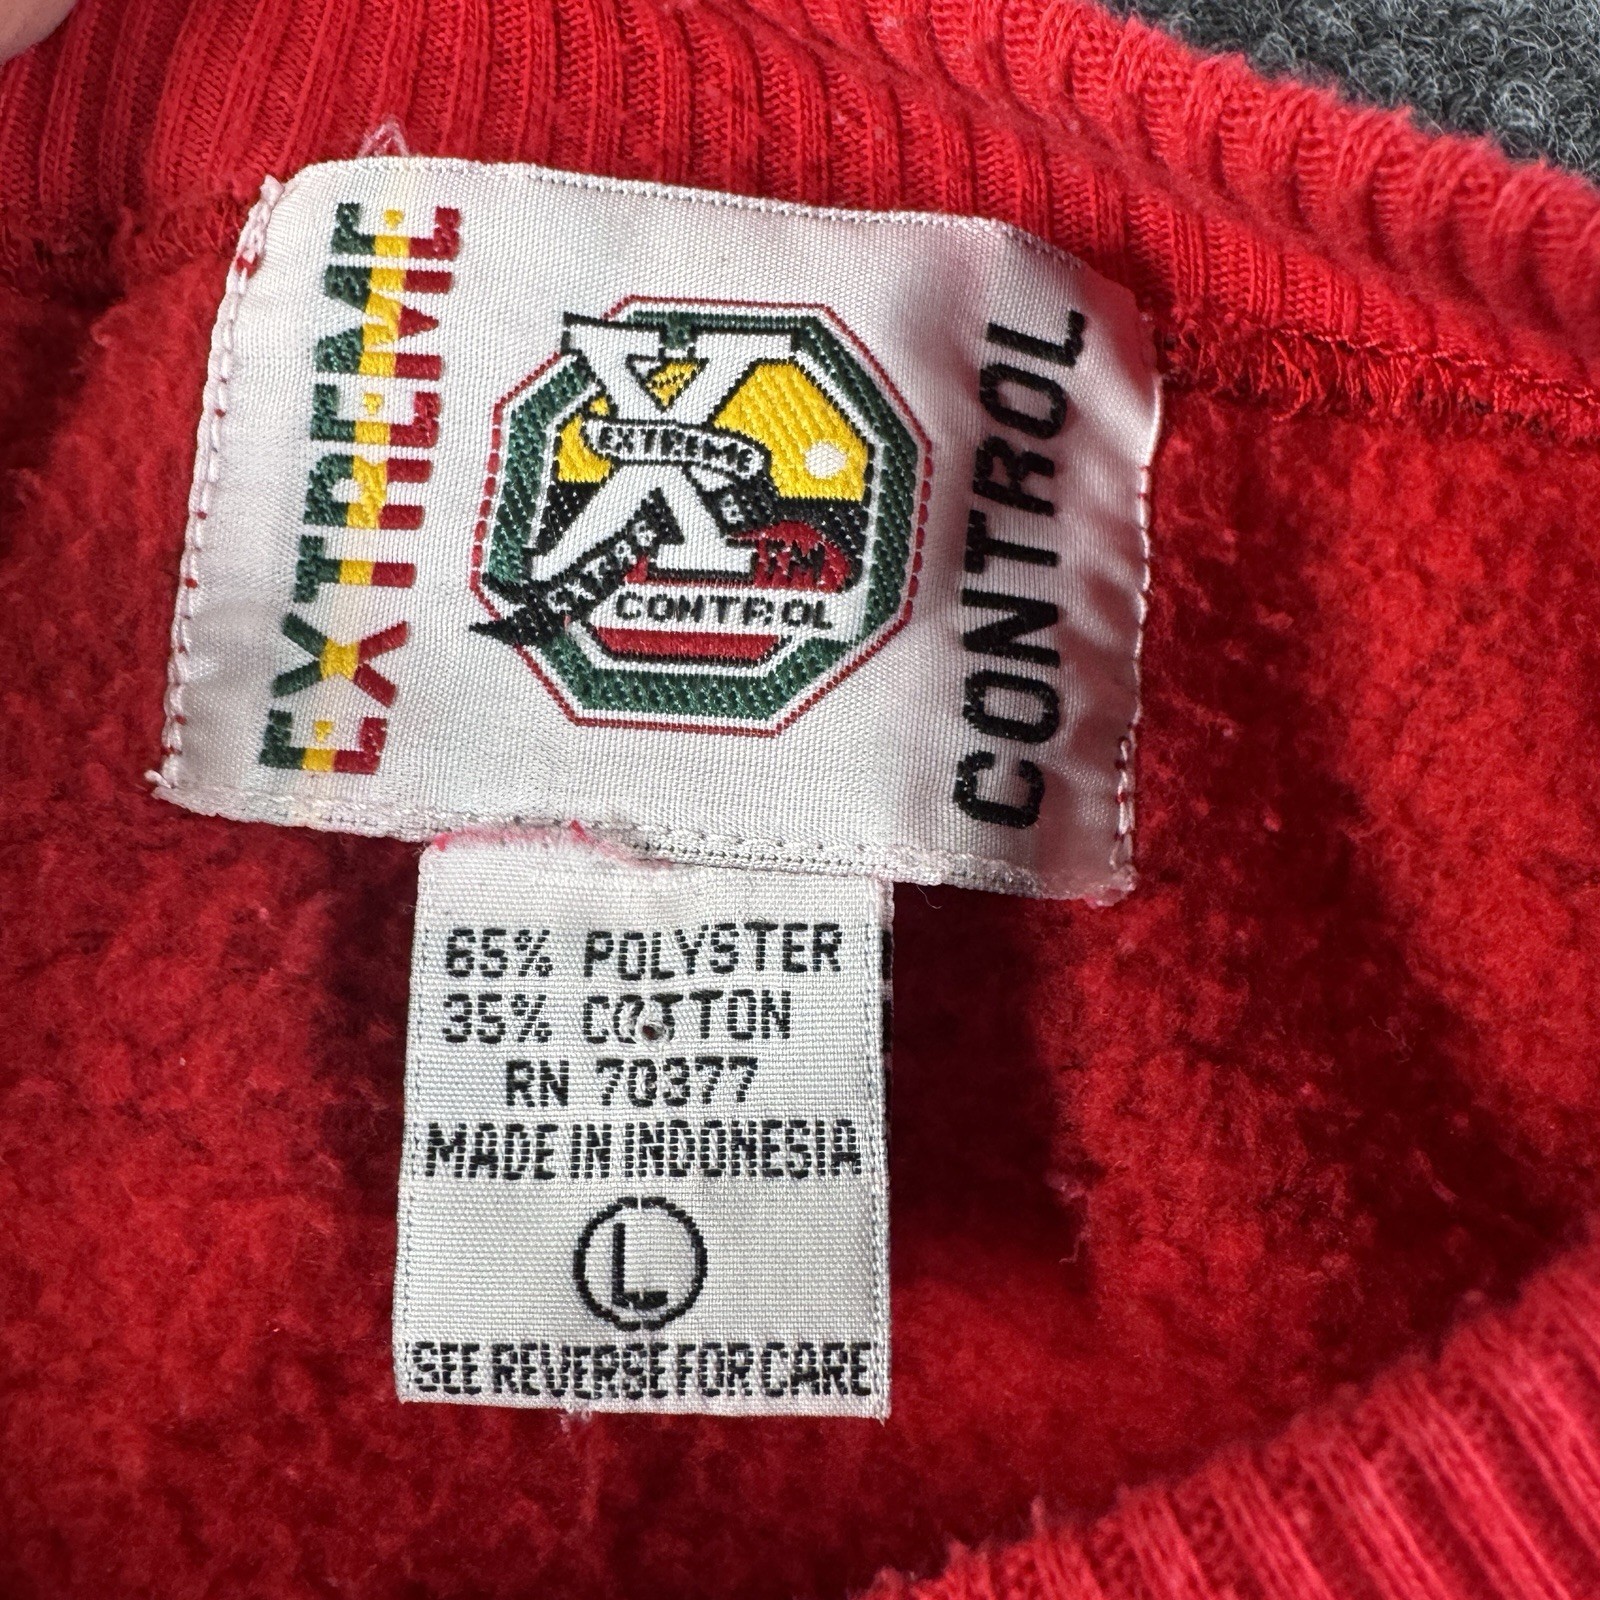 EXTREME
EXTREME
CONTROL
CONTROL
65% POLYSTER
35% COTTON
RN 70377
MADE IN INDONESIA
L
SEE REVERSE FOR CARE